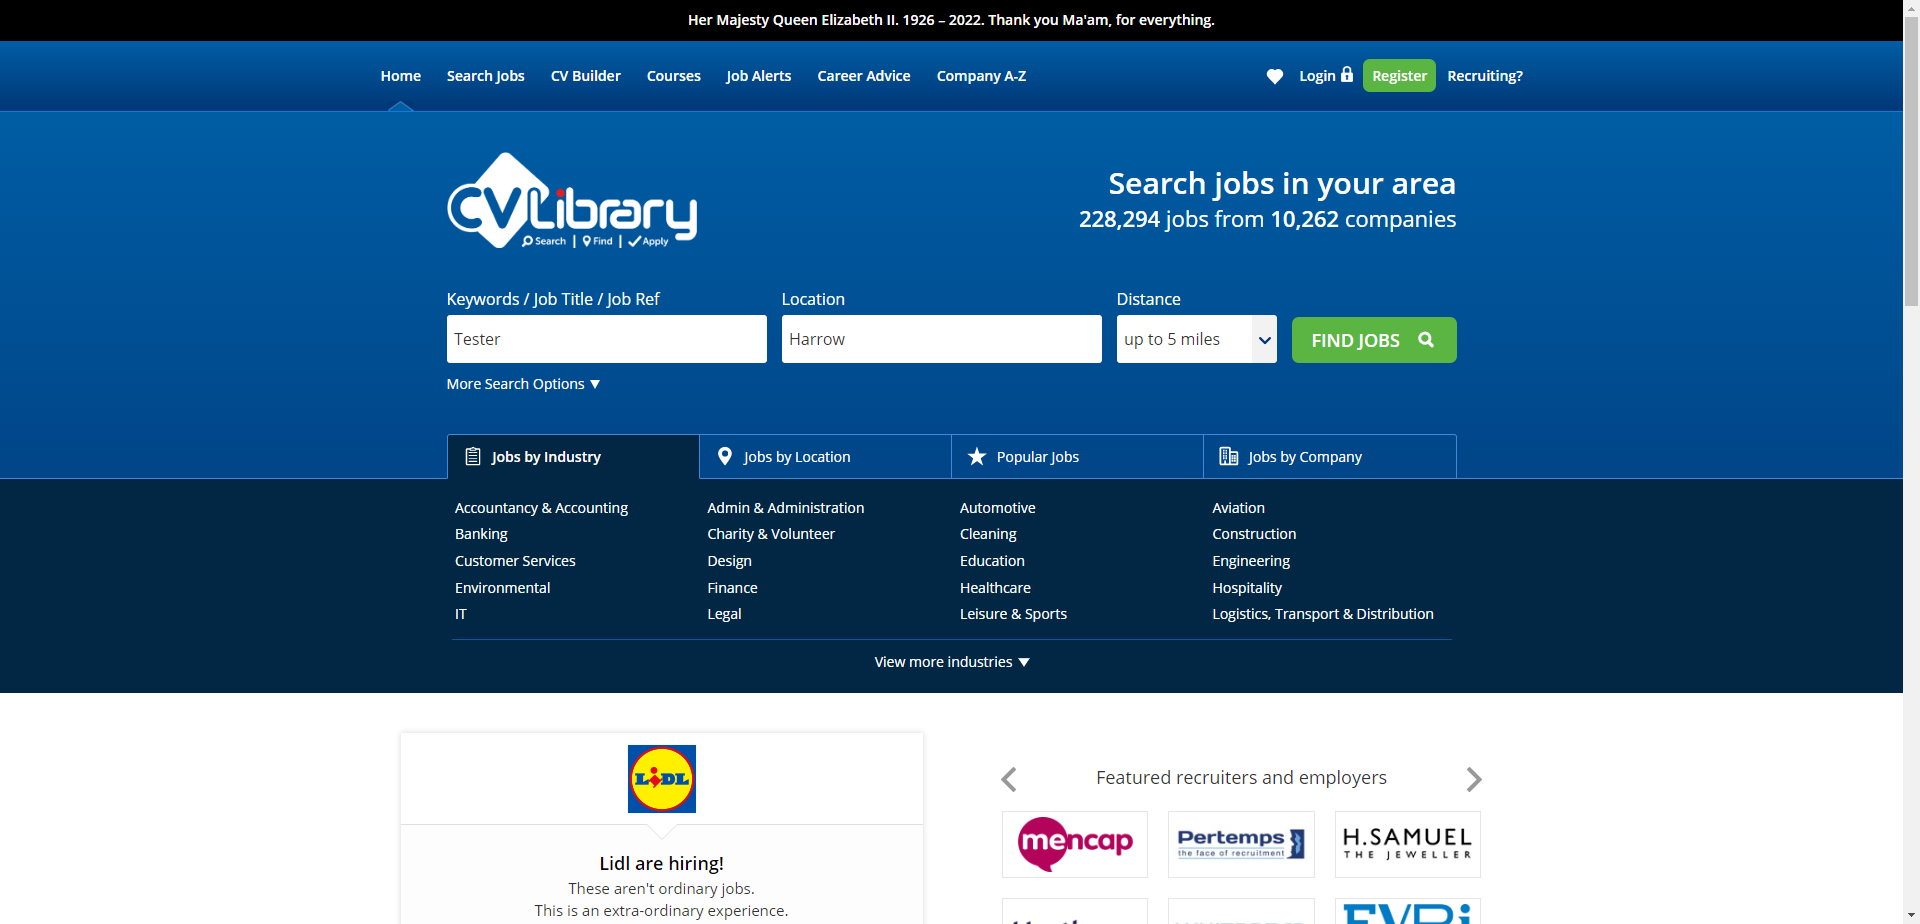 Her Majesty Queen Elizabeth II. 1926 – 2022. Thank you Ma'am, for everything.
Home Search Jobs CV Builder Courses Job Alerts Career Advice Company A-Z Login Register Recruiting?
CVLibrary
Search | Find | Apply
Search jobs in your area
228,294 jobs from 10,262 companies
Keywords / Job Title / Job Ref Location Distance
Tester Harrow up to 5 miles FIND JOBS
More Search Options ▼
Jobs by Industry Jobs by Location Popular Jobs Jobs by Company
Accountancy & Accounting Admin & Administration Automotive Aviation
Banking Charity & Volunteer Cleaning Construction
Customer Services Design Education Engineering
Environmental Finance Healthcare Hospitality
IT Legal Leisure & Sports Logistics, Transport & Distribution
View more industries ▼
LIDL
Lidl are hiring!
These aren't ordinary jobs.
This is an extra-ordinary experience.
Featured recruiters and employers
mencap
Pertemps
the face of recruitment
H.SAMUEL
THE JEWELLER